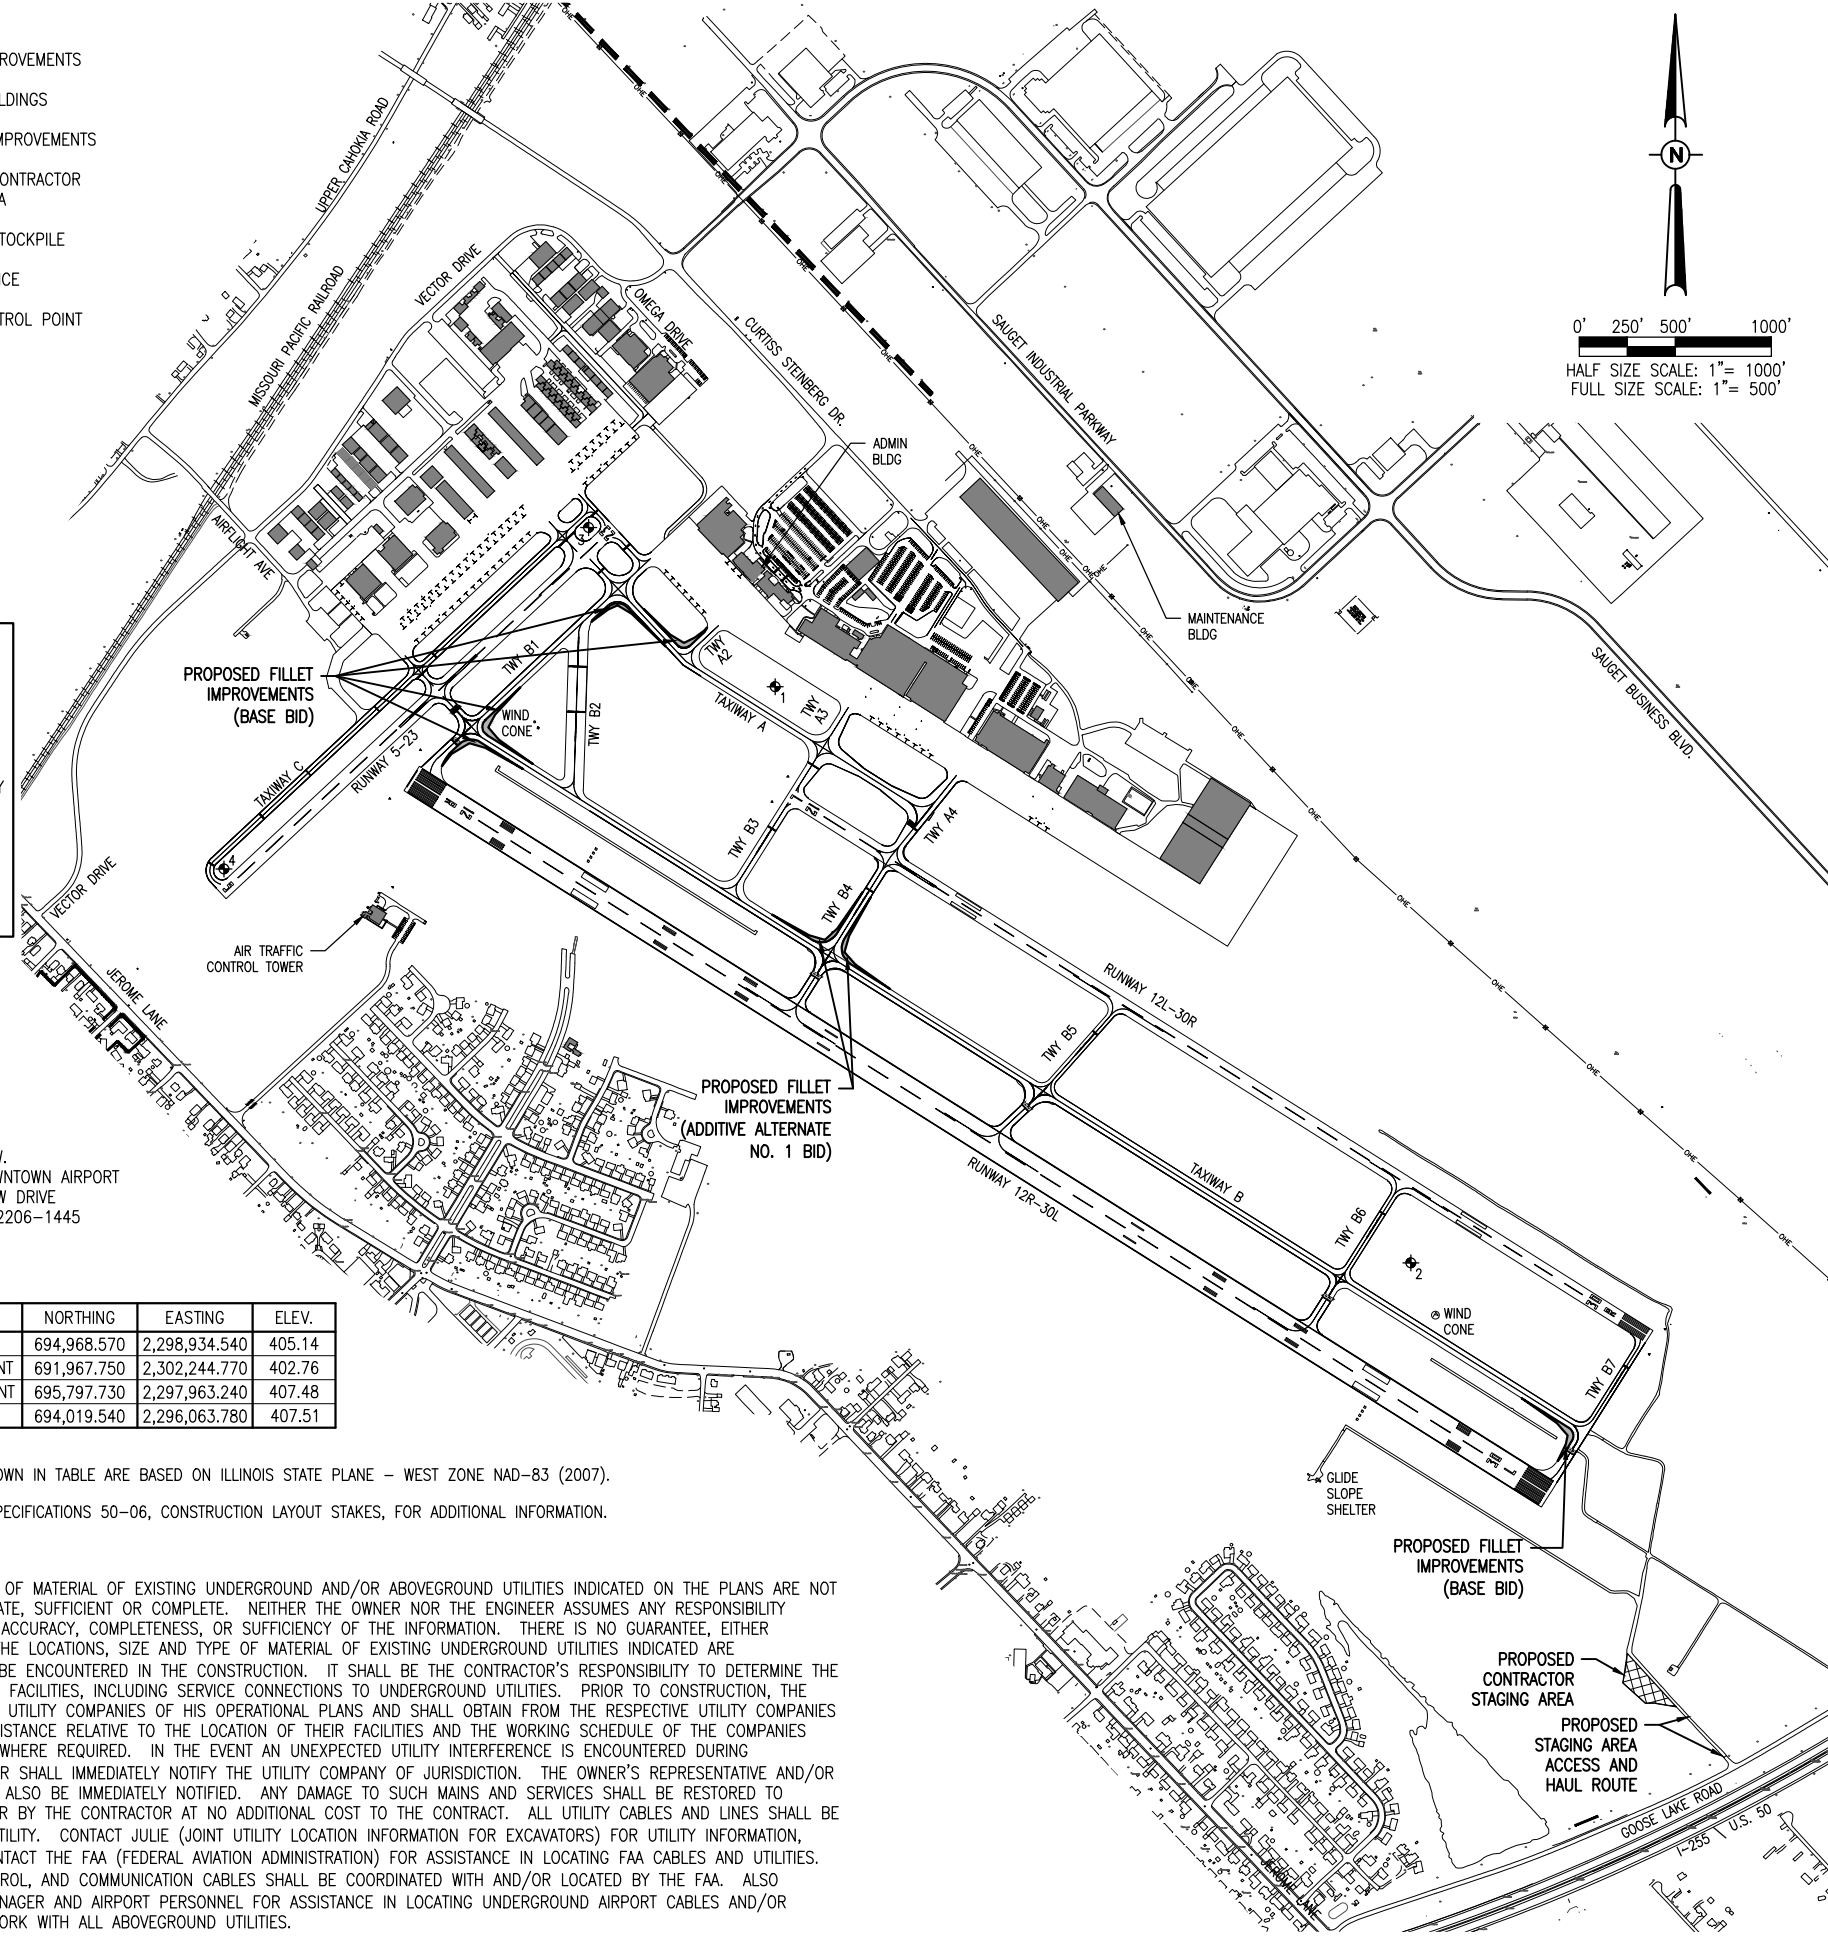 ROVEMENTS
LDINGS
MPROVEMENTS
ONTRACTOR
A
TOCKPILE
ICE
TROL POINT
UPPER CAHOKIA ROAD
MISSOURI PACIFIC RAILROAD
VECTOR DRIVE
OMEGA DRIVE
CURTISS STEINBERG DR.
SAUGET INDUSTRIAL PARKWAY
N
0' 250' 500' 1000'
HALF SIZE SCALE: 1"= 1000'
FULL SIZE SCALE: 1"= 500'
ADMIN
BLDG
AIRFLIGHT AVE
MAINTENANCE
BLDG
SAUGET BUSINESS BLVD.
OHE
PROPOSED FILLET
IMPROVEMENTS
(BASE BID)
TWY B1
WIND
CONE
TWY B2
TWY
A2
1
TAXIWAY A
TWY
A3
TAXIWAY C
RUNWAY 5-23
4
TWY B3
TWY A4
TWY B4
VECTOR DRIVE
AIR TRAFFIC
CONTROL TOWER
JEROME LANE
RUNWAY 12L-30R
TWY B5
PROPOSED FILLET
IMPROVEMENTS
(ADDITIVE ALTERNATE
NO. 1 BID)
RUNWAY 12R-30L
TAXIWAY B
TWY B6
2
WIND
CONE
TWY B7
WNTOWN AIRPORT
W DRIVE
2206-1445
NORTHING EASTING ELEV.
694,968.570 2,298,934.540 405.14
NT 691,967.750 2,302,244.770 402.76
NT 695,797.730 2,297,963.240 407.48
694,019.540 2,296,063.780 407.51
OWN IN TABLE ARE BASED ON ILLINOIS STATE PLANE - WEST ZONE NAD-83 (2007).
PECIFICATIONS 50-06, CONSTRUCTION LAYOUT STAKES, FOR ADDITIONAL INFORMATION.
GLIDE
SLOPE
SHELTER
PROPOSED FILLET
IMPROVEMENTS
(BASE BID)
OF MATERIAL OF EXISTING UNDERGROUND AND/OR ABOVEGROUND UTILITIES INDICATED ON THE PLANS ARE NOT
ATE, SUFFICIENT OR COMPLETE. NEITHER THE OWNER NOR THE ENGINEER ASSUMES ANY RESPONSIBILITY
ACCURACY, COMPLETENESS, OR SUFFICIENCY OF THE INFORMATION. THERE IS NO GUARANTEE, EITHER
THE LOCATIONS, SIZE AND TYPE OF MATERIAL OF EXISTING UNDERGROUND UTILITIES INDICATED ARE
BE ENCOUNTERED IN THE CONSTRUCTION. IT SHALL BE THE CONTRACTOR'S RESPONSIBILITY TO DETERMINE THE
FACILITIES, INCLUDING SERVICE CONNECTIONS TO UNDERGROUND UTILITIES. PRIOR TO CONSTRUCTION, THE
UTILITY COMPANIES OF HIS OPERATIONAL PLANS AND SHALL OBTAIN FROM THE RESPECTIVE UTILITY COMPANIES
ISTANCE RELATIVE TO THE LOCATION OF THEIR FACILITIES AND THE WORKING SCHEDULE OF THE COMPANIES
WHERE REQUIRED. IN THE EVENT AN UNEXPECTED UTILITY INTERFERENCE IS ENCOUNTERED DURING
R SHALL IMMEDIATELY NOTIFY THE UTILITY COMPANY OF JURISDICTION. THE OWNER'S REPRESENTATIVE AND/OR
ALSO BE IMMEDIATELY NOTIFIED. ANY DAMAGE TO SUCH MAINS AND SERVICES SHALL BE RESTORED TO
R BY THE CONTRACTOR AT NO ADDITIONAL COST TO THE CONTRACT. ALL UTILITY CABLES AND LINES SHALL BE
TILITY. CONTACT JULIE (JOINT UTILITY LOCATION INFORMATION FOR EXCAVATORS) FOR UTILITY INFORMATION,
NTACT THE FAA (FEDERAL AVIATION ADMINISTRATION) FOR ASSISTANCE IN LOCATING FAA CABLES AND UTILITIES.
ROL, AND COMMUNICATION CABLES SHALL BE COORDINATED WITH AND/OR LOCATED BY THE FAA. ALSO
NAGER AND AIRPORT PERSONNEL FOR ASSISTANCE IN LOCATING UNDERGROUND AIRPORT CABLES AND/OR
ORK WITH ALL ABOVEGROUND UTILITIES.
PROPOSED
CONTRACTOR
STAGING AREA
PROPOSED
STAGING AREA
ACCESS AND
HAUL ROUTE
GOOSE LAKE ROAD
I-255 \ U.S. 50
JEROME LANE